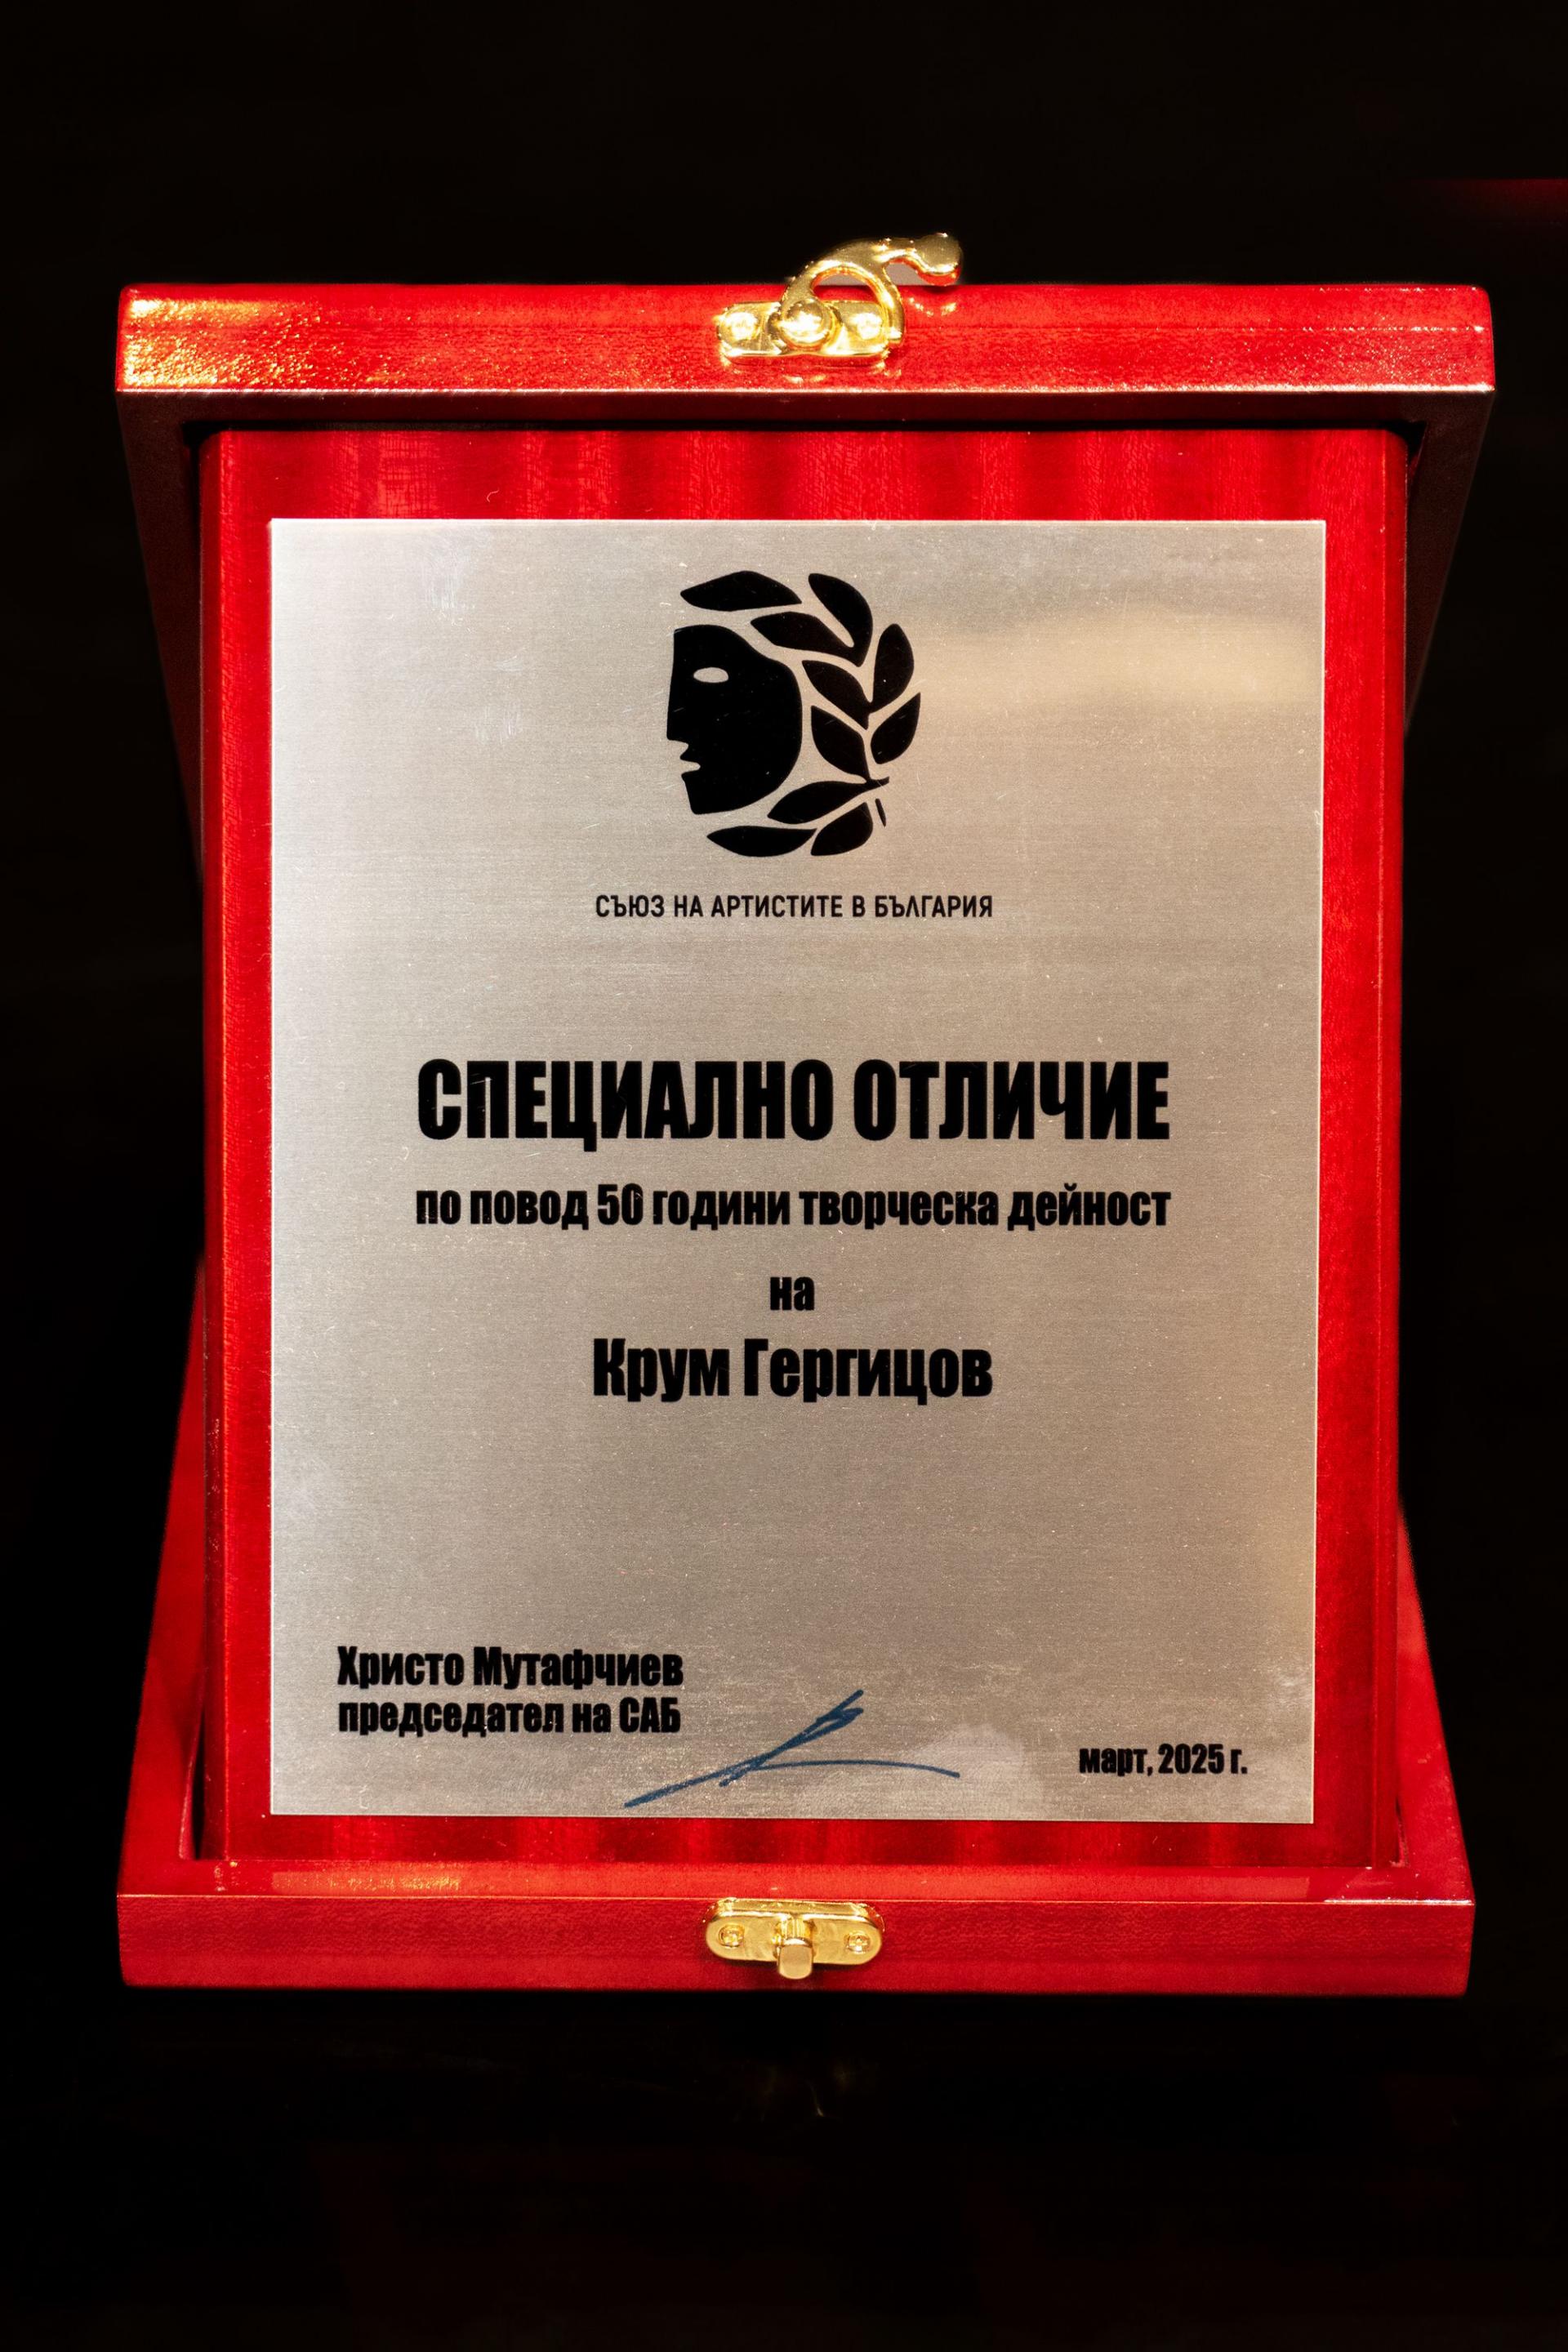 СЪЮЗ НА АРТИСТИТЕ В БЪЛГАРИЯ
СПЕЦИАЛНО ОТЛИЧИЕ
по повод 50 години творческа дейност
на
Крум Гергицов
Христо Мутафчиев
председател на САБ
март, 2025 г.